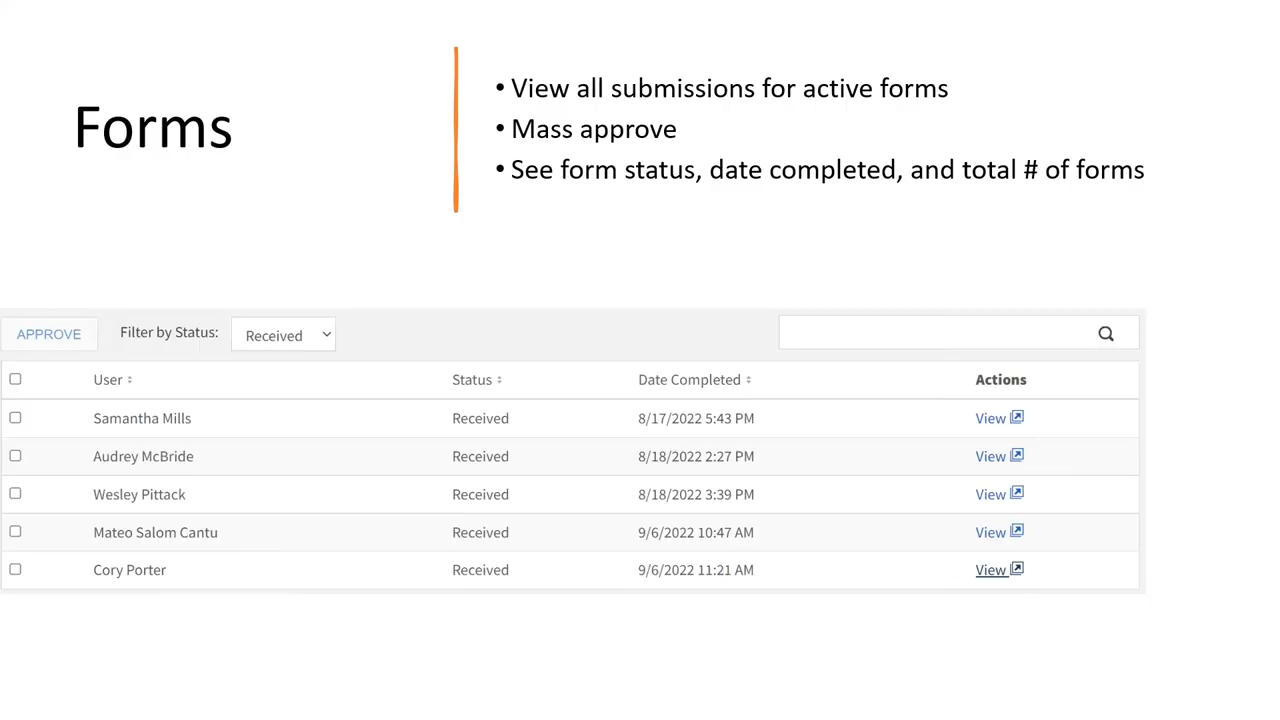 Forms
• View all submissions for active forms
• Mass approve
• See form status, date completed, and total # of forms
APPROVE Filter by Status: Received
User Status Date Completed Actions
Samantha Mills Received 8/17/2022 5:43 PM View
Audrey McBride Received 8/18/2022 2:27 PM View
Wesley Pittack Received 8/18/2022 3:39 PM View
Mateo Salom Cantu Received 9/6/2022 10:47 AM View
Cory Porter Received 9/6/2022 11:21 AM View